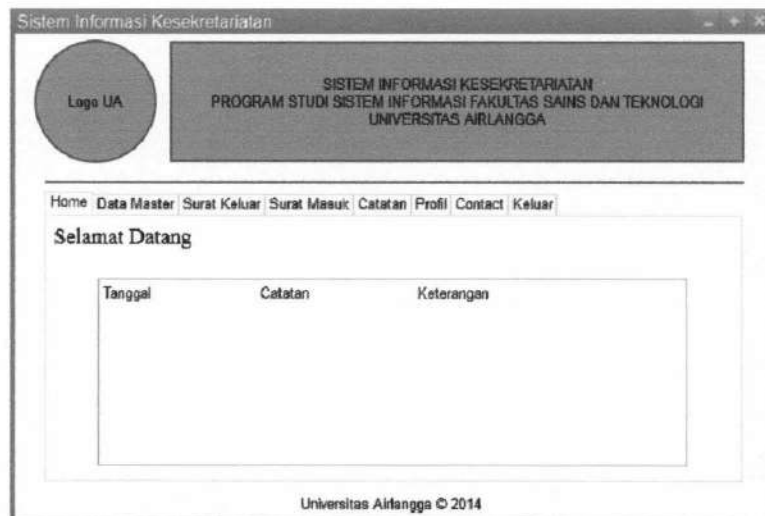 Sistem Informasi Kesekretariatan
Logo UA
SISTEM INFORMASI KESEKRETARIATAN
PROGRAM STUDI SISTEM INFORMASI FAKULTAS SAINS DAN TEKNOLOGI
UNIVERSITAS AIRLANGGA
Home Data Master Surat Keluar Surat Masuk Catatan Profil Contact Keluar
Selamat Datang
Tanggal Catatan Keterangan
Universitas Airlangga © 2014